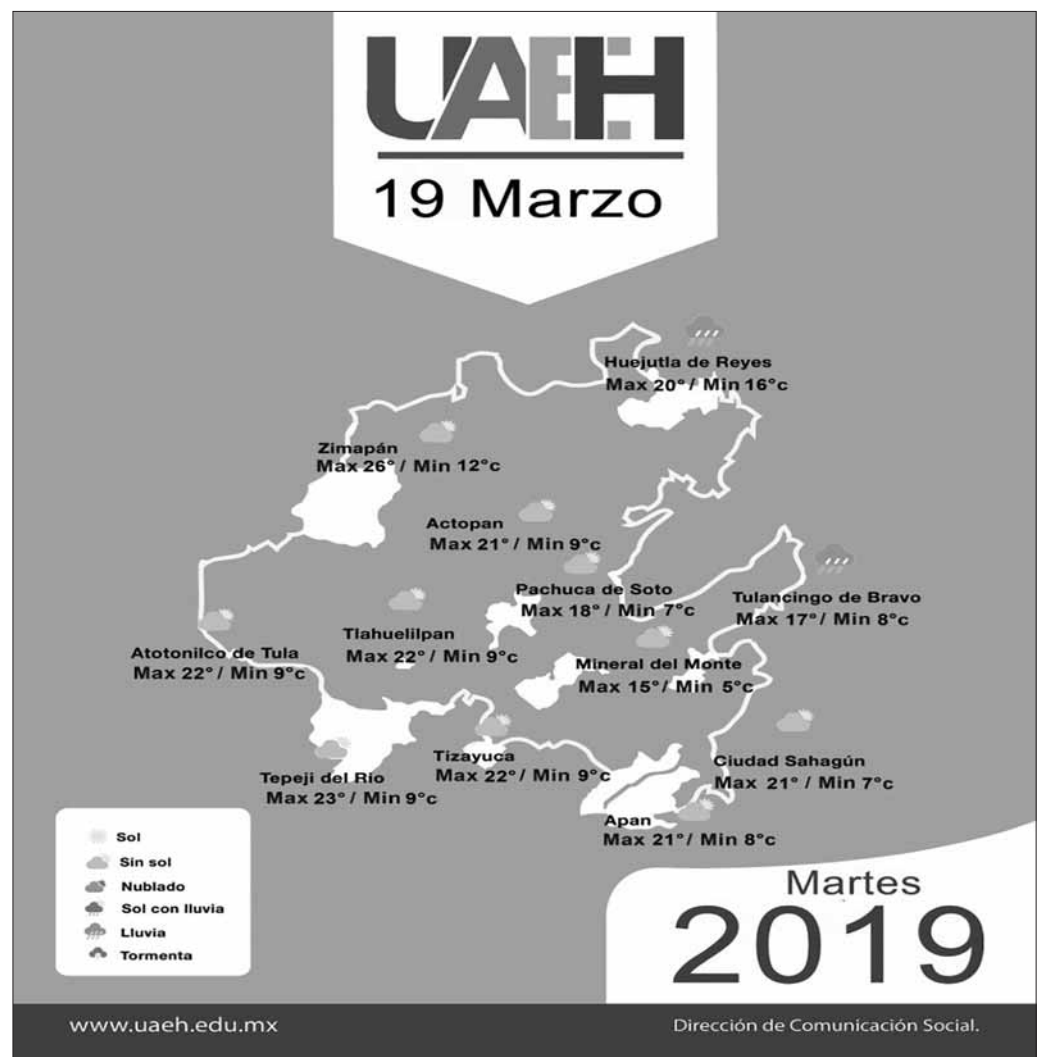 UAEH
19 Marzo
Huejutla de Reyes
Max 20° / Min 16°c
Zimapán
Max 26° / Min 12°c
Actopan
Max 21° / Min 9°c
Pachuca de Soto
Max 18° / Min 7°c
Tulancingo de Bravo
Max 17° / Min 8°c
Tlahuelilpan
Max 22° / Min 9°c
Atotonilco de Tula
Max 22° / Min 9°c
Mineral del Monte
Max 15° / Min 5°c
Tizayuca
Max 22° / Min 9°c
Ciudad Sahagún
Max 21° / Min 7°c
Tepeji del Río
Max 23° / Min 9°c
Apan
Max 21° / Min 8°c
Sol
Sin sol
Nublado
Sol con lluvia
Lluvia
Tormenta
Martes
2019
www.uaeh.edu.mx
Dirección de Comunicación Social.